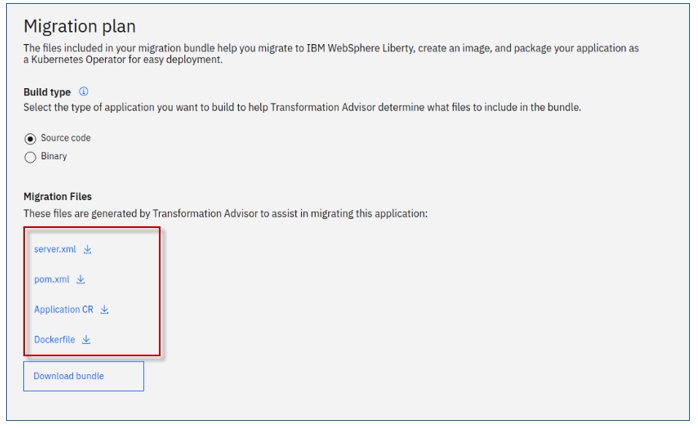 Migration plan
The files included in your migration bundle help you migrate to IBM WebSphere Liberty, create an image, and package your application as
a Kubernetes Operator for easy deployment.
Build type
Select the type of application you want to build to help Transformation Advisor determine what files to include in the bundle.
Source code
Binary
Migration Files
These files are generated by Transformation Advisor to assist in migrating this application:
server.xml
pom.xml
Application CR
Dockerfile
Download bundle